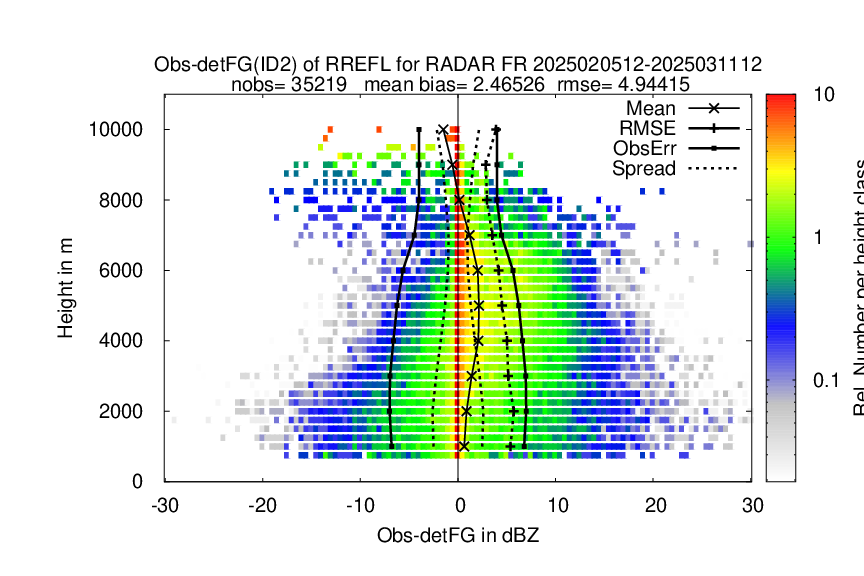 Obs-detFG(ID2) of RREFL for RADAR FR 2025020512-2025031112
nobs= 35219 mean bias= 2.46526 rmse= 4.94415
Mean
RMSE
ObsErr
Spread
10000
8000
6000
4000
2000
0
Height in m
-30 -20 -10 0 10 20 30
Obs-detFG in dBZ
10
1
0.1
Rel. Number per height class